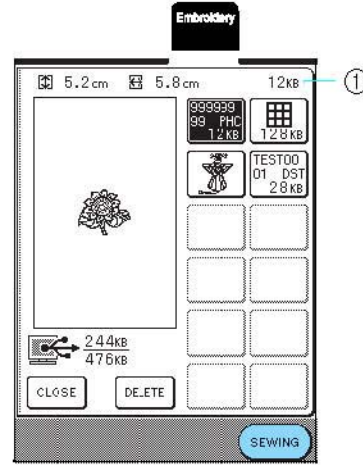 Embroidery
5.2cm 5.8cm 12KB ①
999999
99 PHC
12KB
128KB
TEST00
01 DST
28KB
244KB
476KB
CLOSE DELETE
SEWING